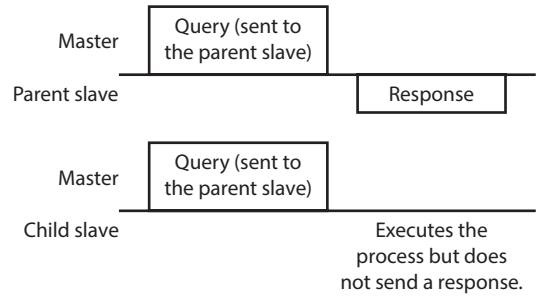 Master
Query (sent to
the parent slave)
Parent slave
Response
Master
Query (sent to
the parent slave)
Child slave
Executes the
process but does
not send a response.